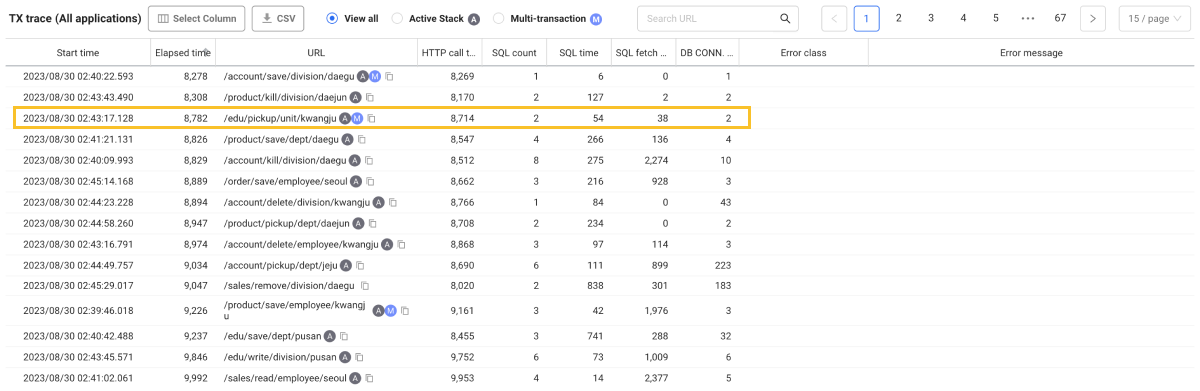 TX trace (All applications) Select Column CSV View all Active Stack A Multi-transaction M Search URL 1 2 3 4 5 ••• 67 15 / page
Start time Elapsed time URL HTTP call t... SQL count SQL time SQL fetch ... DB CONN. ... Error class Error message
2023/08/30 02:40:22.593 8,278 /account/save/division/daegu A M 8,269 1 6 0 1
2023/08/30 02:43:43.490 8,308 /product/kill/division/daejun A 8,170 2 127 2 2
2023/08/30 02:43:17.128 8,782 /edu/pickup/unit/kwangju A M 8,714 2 54 38 2
2023/08/30 02:41:21.131 8,826 /product/save/dept/daegu A 8,547 4 266 136 4
2023/08/30 02:40:09.993 8,829 /account/kill/division/daegu A 8,512 8 275 2,274 10
2023/08/30 02:45:14.168 8,889 /order/save/employee/seoul A 8,662 3 216 928 3
2023/08/30 02:44:23.228 8,894 /account/delete/division/kwangju A 8,766 1 84 0 43
2023/08/30 02:44:58.260 8,947 /product/pickup/dept/daejun A 8,708 2 234 0 2
2023/08/30 02:43:16.791 8,974 /account/delete/employee/kwangju A 8,868 3 97 114 3
2023/08/30 02:44:49.757 9,034 /account/pickup/dept/jeju A 8,690 6 111 899 223
2023/08/30 02:45:29.017 9,047 /sales/remove/division/daegu 8,020 2 838 301 183
2023/08/30 02:39:46.018 9,226 /product/save/employee/kwangj A M 9,161 3 42 1,976 3
u
2023/08/30 02:40:42.488 9,237 /edu/save/dept/pusan A 8,455 3 741 288 32
2023/08/30 02:43:45.571 9,846 /edu/write/division/pusan A 9,752 6 73 1,009 6
2023/08/30 02:41:02.061 9,992 /sales/read/employee/seoul A 9,953 4 14 2,377 5